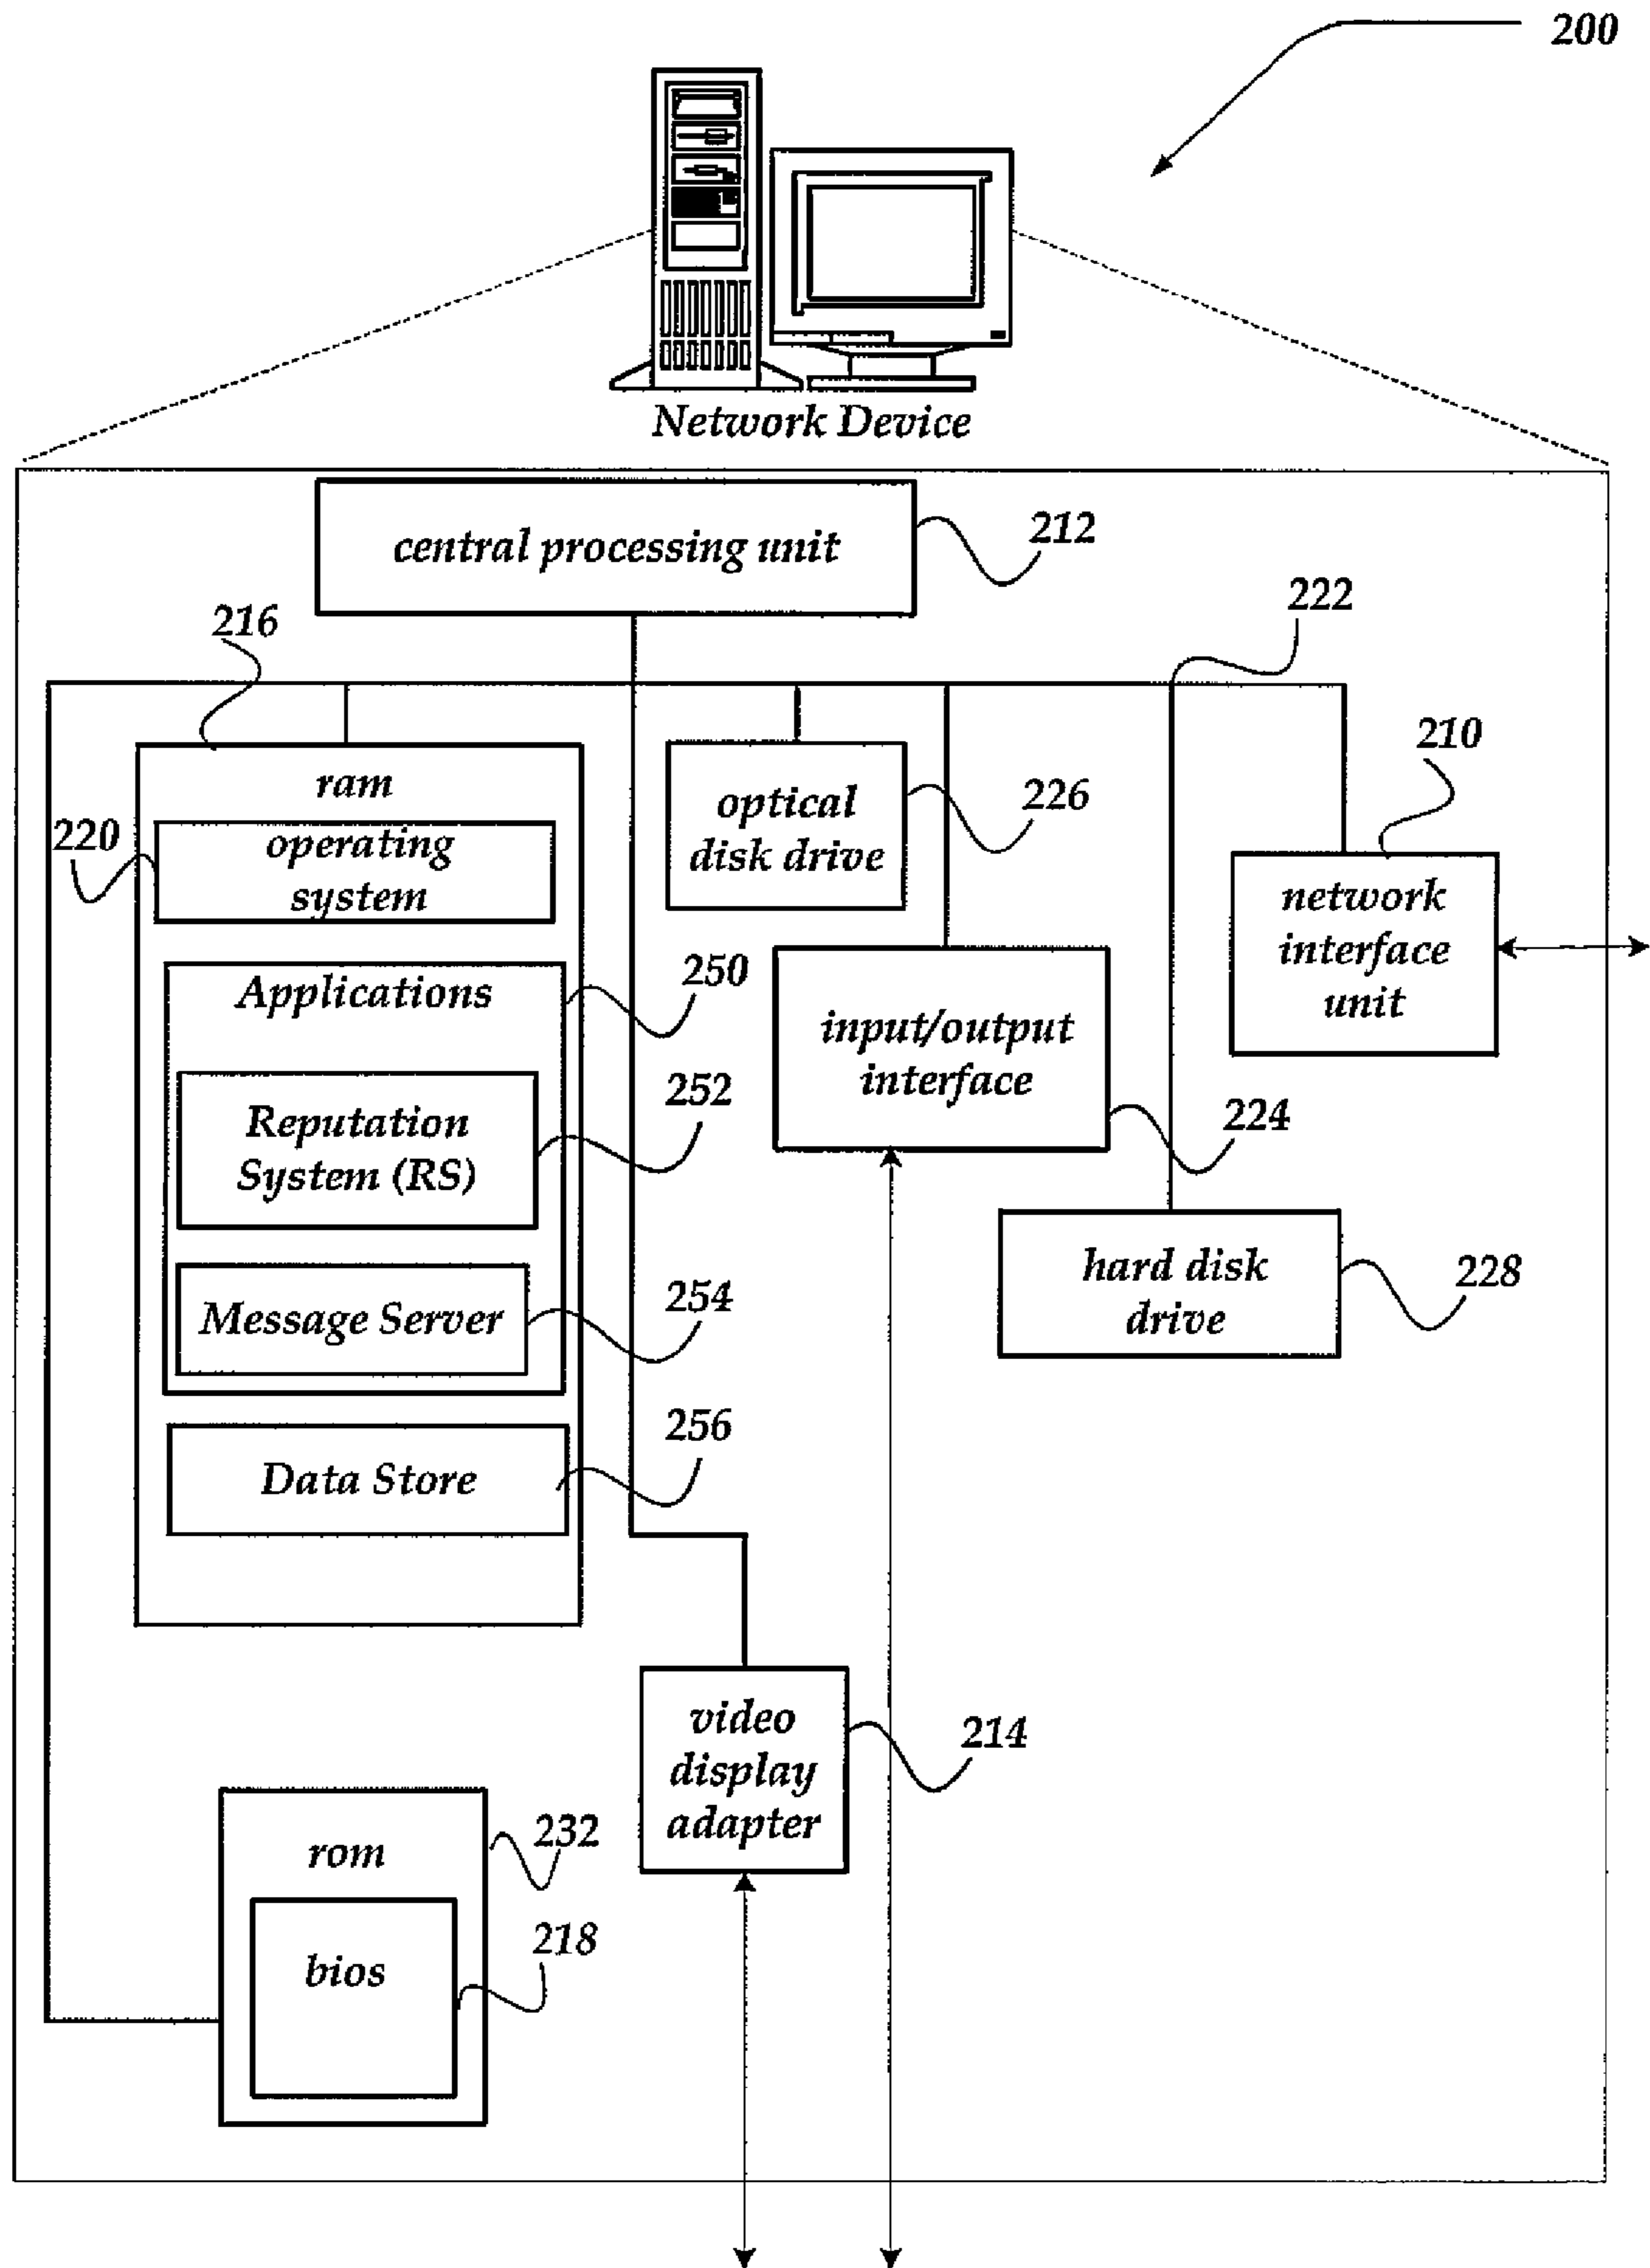 200
Network Device
central processing unit
212
222
216
210
ram
optical
disk drive
226
220
operating
system
network
interface
unit
250
Applications
input/output
interface
252
Reputation
System (RS)
224
hard disk
drive
228
254
Message Server
256
Data Store
video
display
adapter
214
232
rom
218
bios